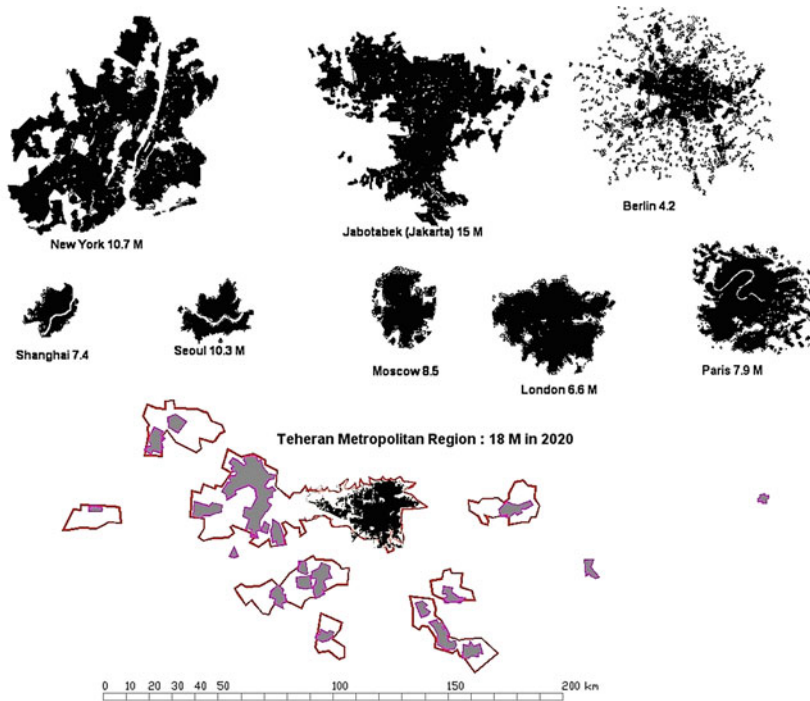 New York 10.7 M
Jabotabek (Jakarta) 15 M
Berlin 4.2
Shanghai 7.4
Seoul 10.3 M
Moscow 8.5
London 6.6 M
Paris 7.9 M
Teheran Metropolitan Region : 18 M in 2020
0 10 20 30 40 50 100 150 200 km